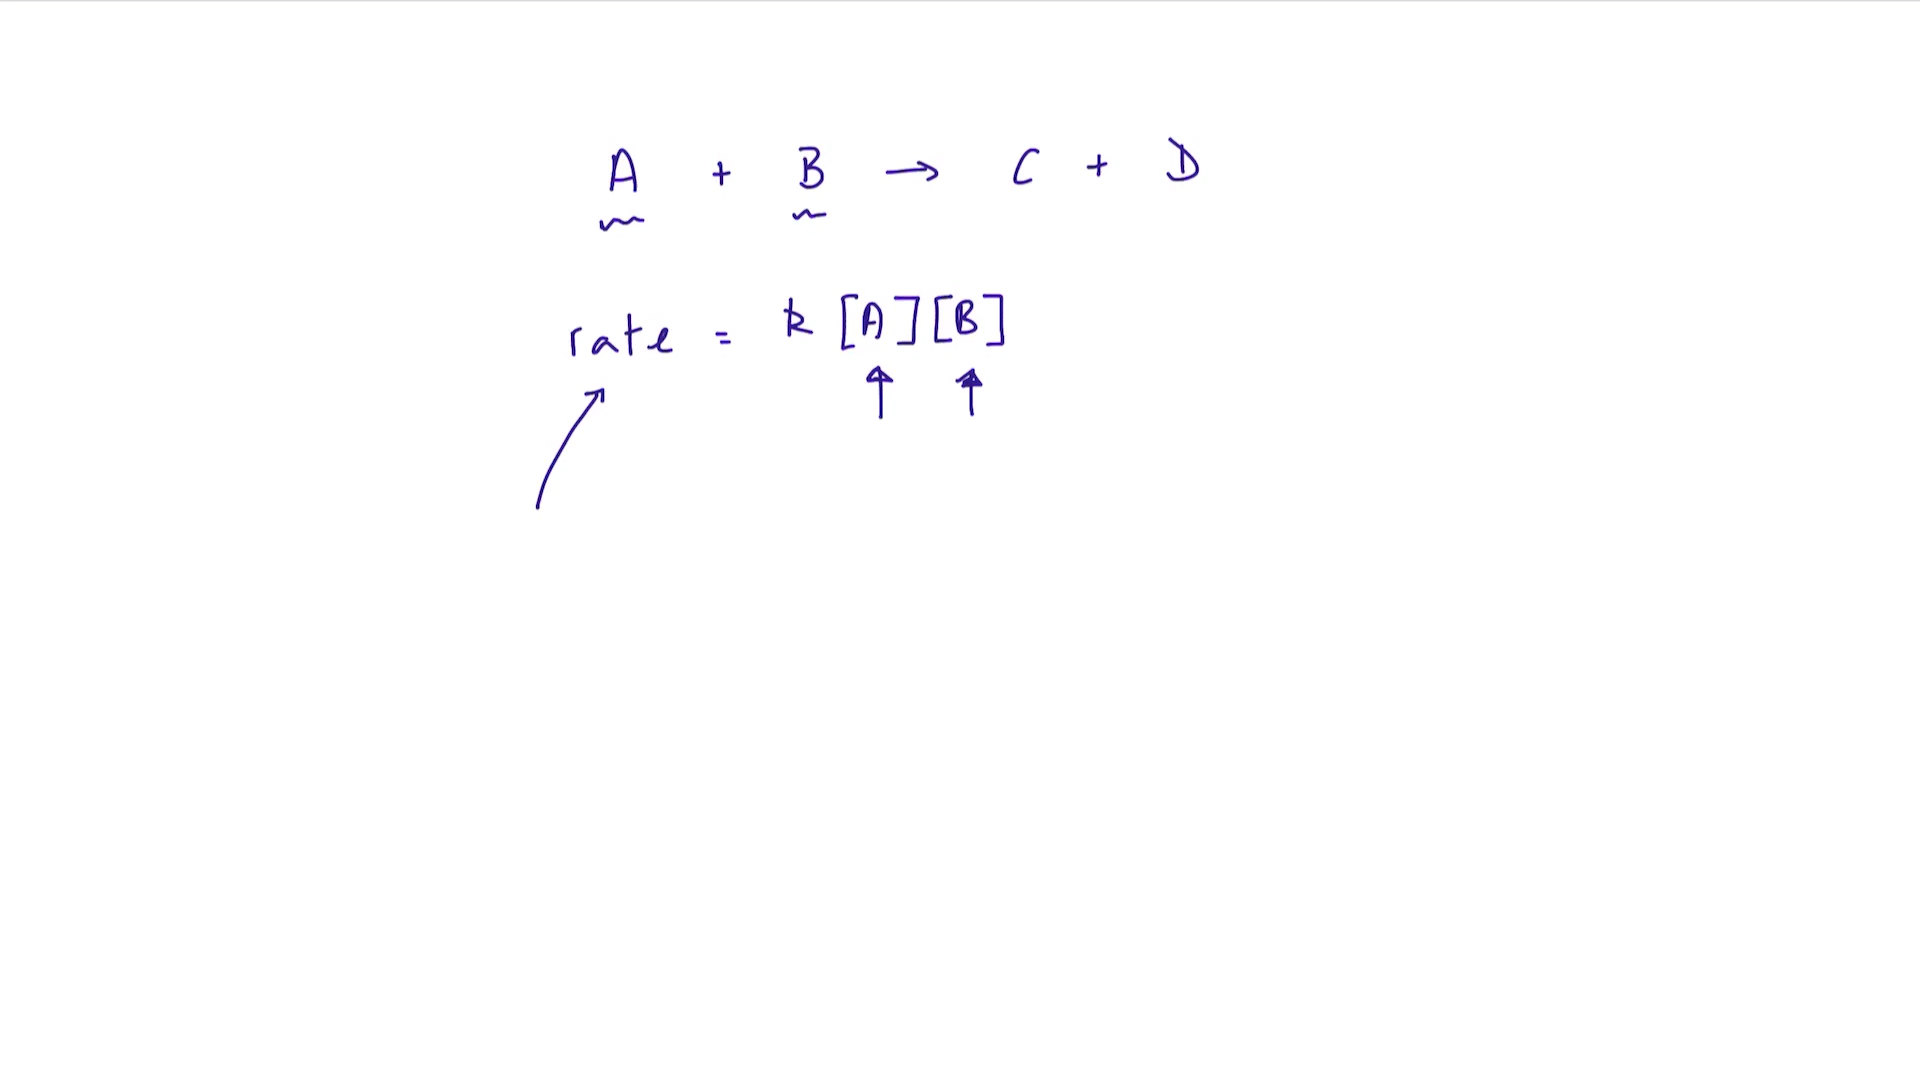 A + B → C + D
rate = k [A][B]